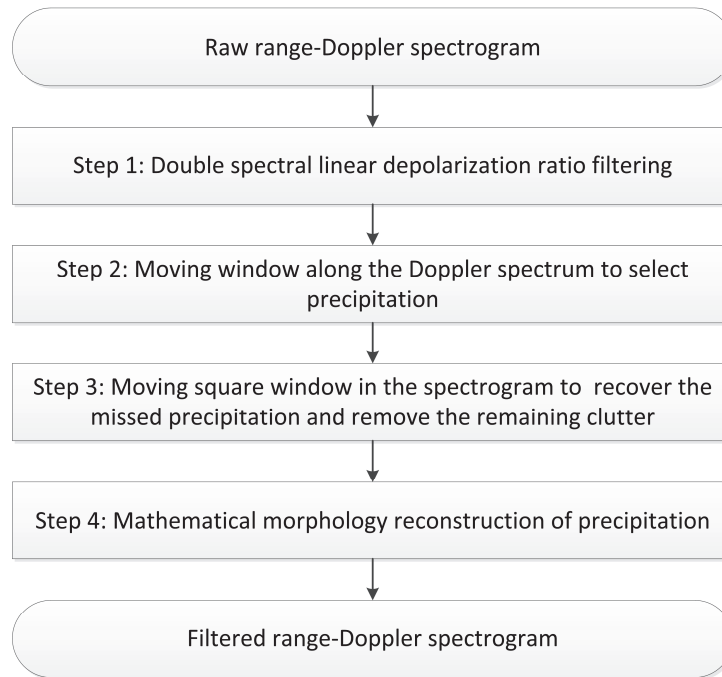 Raw range-Doppler spectrogram
Step 1: Double spectral linear depolarization ratio filtering
Step 2: Moving window along the Doppler spectrum to select
precipitation
Step 3: Moving square window in the spectrogram to  recover the
missed precipitation and remove the remaining clutter
Step 4: Mathematical morphology reconstruction of precipitation
Filtered range-Doppler spectrogram